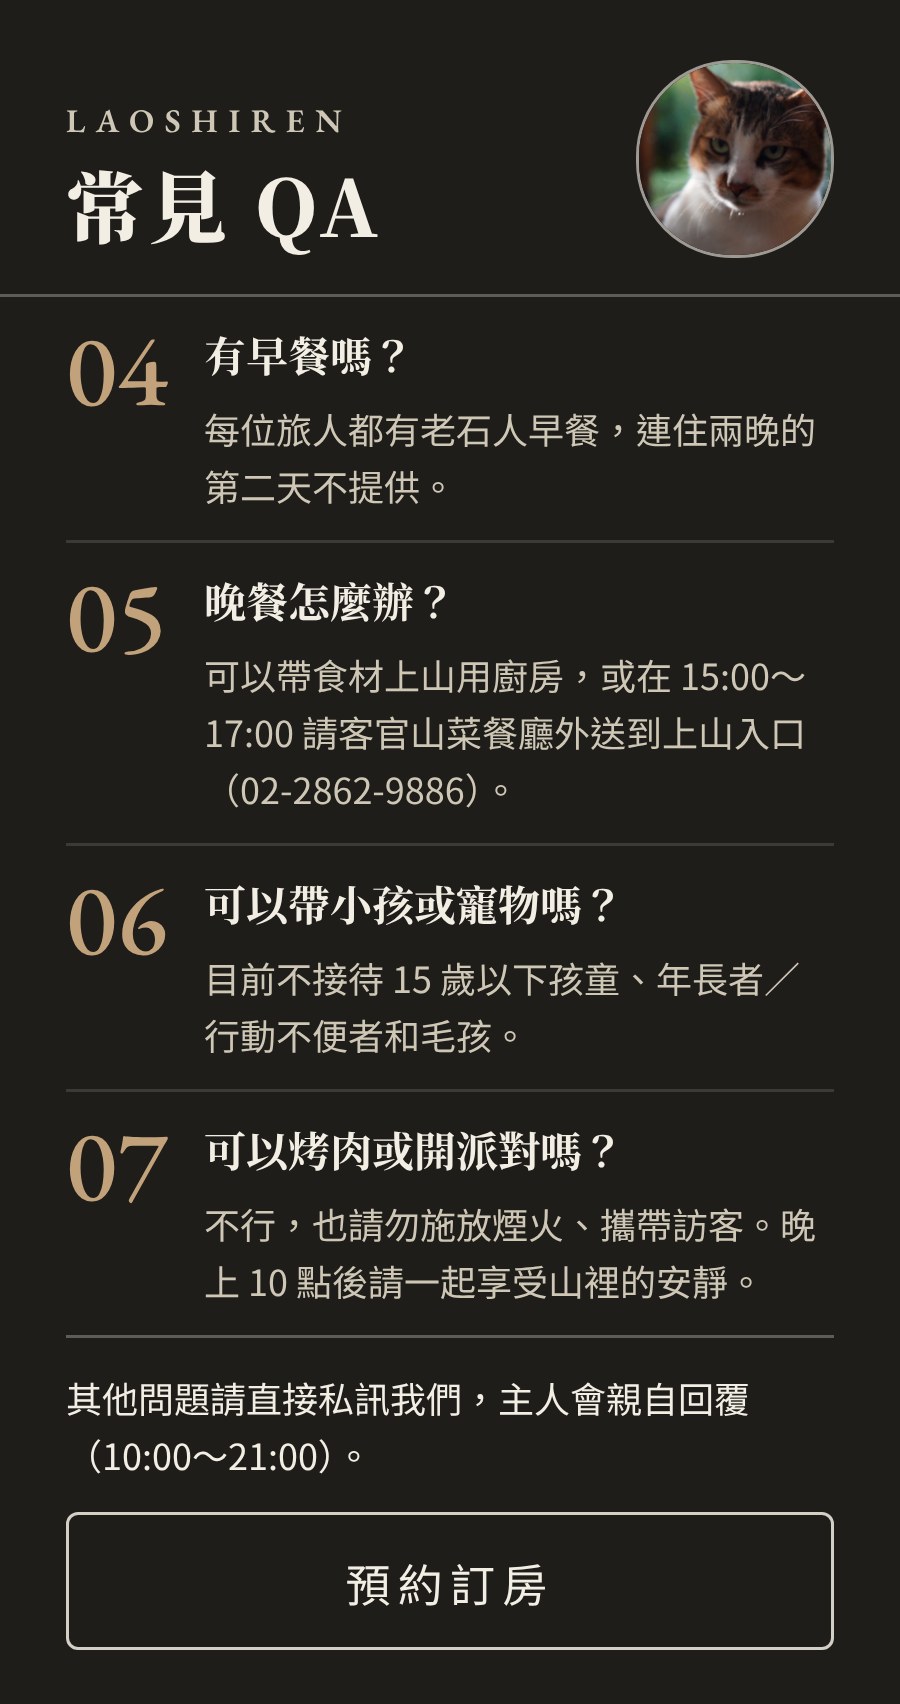 LAOSHIREN
常見 QA
04
有早餐嗎？
每位旅人都有老石人早餐，連住兩晚的
第二天不提供。
05
晚餐怎麼辦？
可以帶食材上山用廚房，或在 15:00～
17:00 請客官山菜餐廳外送到上山入口
（02-2862-9886）。
06
可以帶小孩或寵物嗎？
目前不接待 15 歲以下孩童、年長者／
行動不便者和毛孩。
07
可以烤肉或開派對嗎？
不行，也請勿施放煙火、攜帶訪客。晚
上 10 點後請一起享受山裡的安靜。
其他問題請直接私訊我們，主人會親自回覆
（10:00～21:00）。
預約訂房